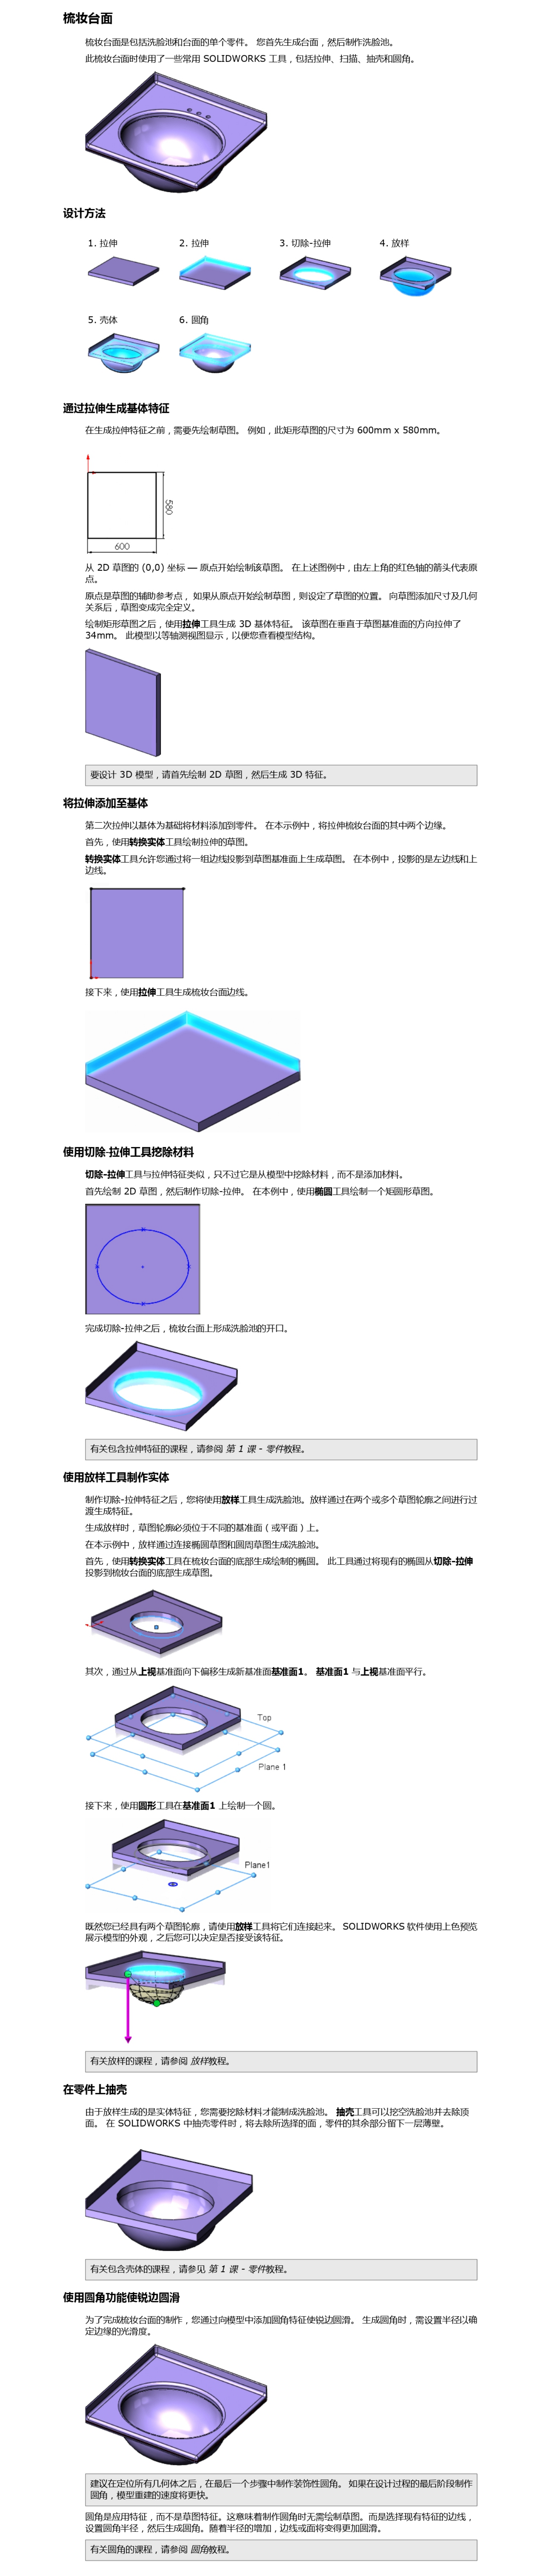 梳妆台面
梳妆台面是包括洗脸池和台面的单个零件。 您首先生成台面，然后制作洗脸池。
此梳妆台面时使用了一些常用 SOLIDWORKS 工具，包括拉伸、扫描、抽壳和圆角。
设计方法
1. 拉伸
2. 拉伸
3. 切除-拉伸
4. 放样
5. 壳体
6. 圆角
通过拉伸生成基体特征
在生成拉伸特征之前，需要先绘制草图。 例如，此矩形草图的尺寸为 600mm x 580mm。
580
600
从 2D 草图的 (0,0) 坐标 — 原点开始绘制该草图。 在上述图例中，由左上角的红色轴的箭头代表原
点。
原点是草图的辅助参考点， 如果从原点开始绘制草图，则设定了草图的位置。 向草图添加尺寸及几何
关系后，草图变成完全定义。
绘制矩形草图之后，使用拉伸工具生成 3D 基体特征。 该草图在垂直于草图基准面的方向拉伸了
34mm。 此模型以等轴测视图显示，以便您查看模型结构。
要设计 3D 模型，请首先绘制 2D 草图，然后生成 3D 特征。
将拉伸添加至基体
第二次拉伸以基体为基础将材料添加到零件。 在本示例中，将拉伸梳妆台面的其中两个边缘。
首先，使用转换实体工具绘制拉伸的草图。
转换实体工具允许您通过将一组边线投影到草图基准面上生成草图。 在本例中，投影的是左边线和上
边线。
接下来，使用拉伸工具生成梳妆台面边线。
使用切除-拉伸工具挖除材料
切除-拉伸工具与拉伸特征类似，只不过它是从模型中挖除材料，而不是添加材料。
首先绘制 2D 草图，然后制作切除-拉伸。 在本例中，使用椭圆工具绘制一个矩圆形草图。
完成切除-拉伸之后，梳妆台面上形成洗脸池的开口。
有关包含拉伸特征的课程，请参阅 第 1 课 - 零件教程。
使用放样工具制作实体
制作切除-拉伸特征之后，您将使用放样工具生成洗脸池。放样通过在两个或多个草图轮廓之间进行过
渡生成特征。
生成放样时，草图轮廓必须位于不同的基准面（或平面）上。
在本示例中，放样通过连接椭圆草图和圆周草图生成洗脸池。
首先，使用转换实体工具在梳妆台面的底部生成绘制的椭圆。 此工具通过将现有的椭圆从切除-拉伸
投影到梳妆台面的底部生成草图。
其次，通过从上视基准面向下偏移生成新基准面基准面1。 基准面1 与上视基准面平行。
Top
Plane 1
接下来，使用圆形工具在基准面1 上绘制一个圆。
Plane1
既然您已经具有两个草图轮廓，请使用放样工具将它们连接起来。 SOLIDWORKS 软件使用上色预览
展示模型的外观，之后您可以决定是否接受该特征。
有关放样的课程，请参阅 放样教程。
在零件上抽壳
由于放样生成的是实体特征，您需要挖除材料才能制成洗脸池。 抽壳工具可以挖空洗脸池并去除顶
面。 在 SOLIDWORKS 中抽壳零件时，将去除所选择的面，零件的其余部分留下一层薄壁。
有关包含壳体的课程，请参见 第 1 课 - 零件教程。
使用圆角功能使锐边圆滑
为了完成梳妆台面的制作，您通过向模型中添加圆角特征使锐边圆滑。 生成圆角时，需设置半径以确
定边缘的光滑度。
建议在定位所有几何体之后，在最后一个步骤中制作装饰性圆角。 如果在设计过程的最后阶段制作
圆角，模型重建的速度将更快。
圆角是应用特征，而不是草图特征。这意味着制作圆角时无需绘制草图。而是选择现有特征的边线，
设置圆角半径，然后生成圆角。随着半径的增加，边线或面将变得更加圆滑。
有关圆角的课程，请参阅 圆角教程。